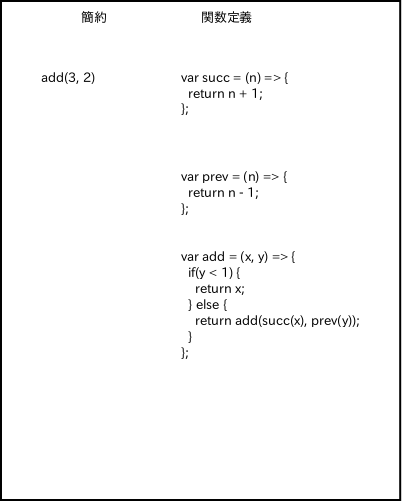 簡約 関数定義
add(3, 2)
var succ = (n) => {
return n + 1;
};
var prev = (n) => {
return n - 1;
};
var add = (x, y) => {
if(y < 1) {
return x;
} else {
return add(succ(x), prev(y));
}
};